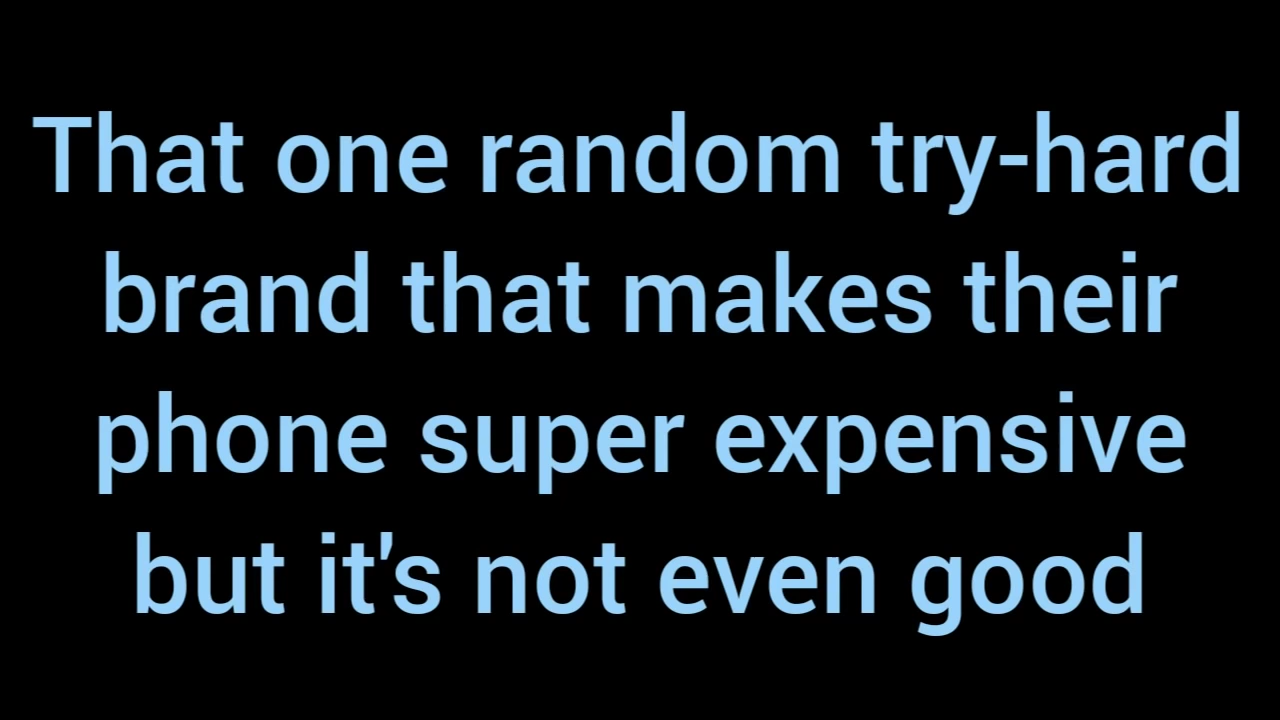 That one random try-hard
brand that makes their
phone super expensive
but it's not even good